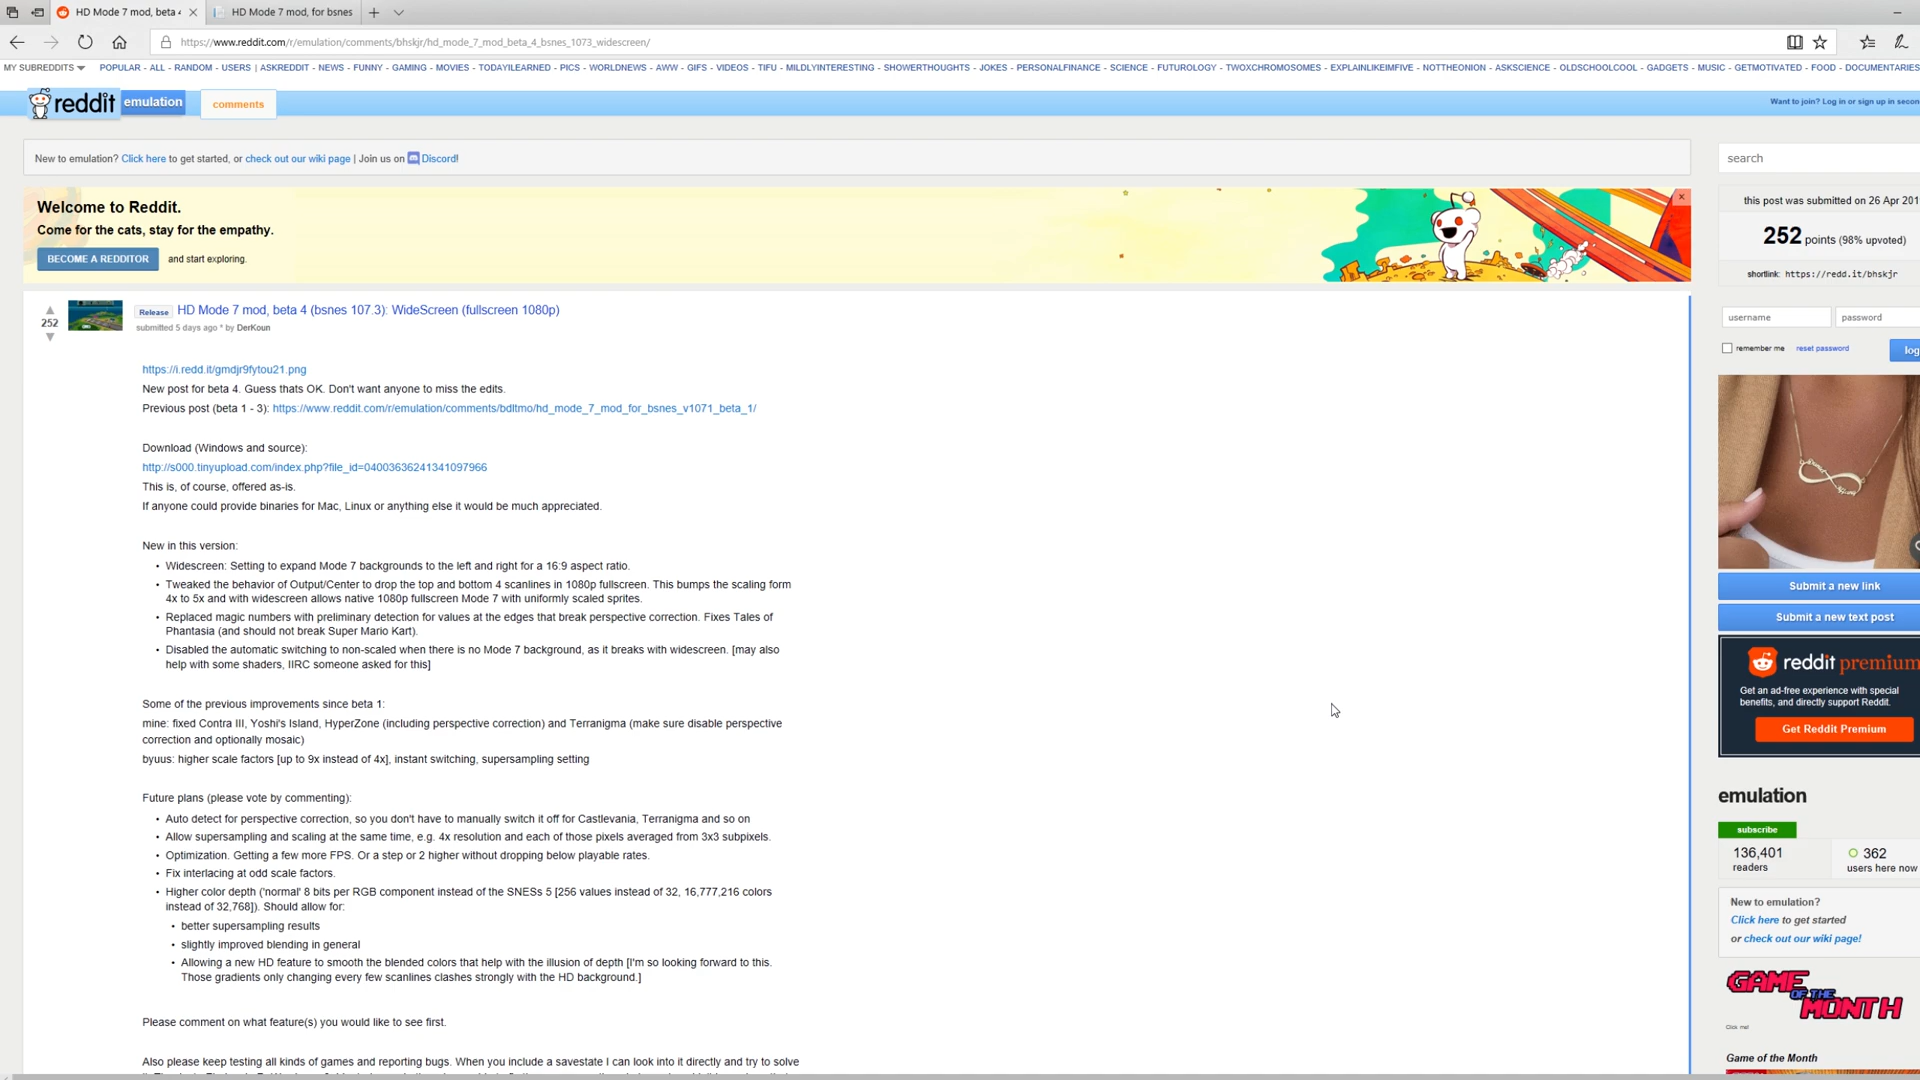 HD Mode 7 mod, beta 4
HD Mode 7 mod, for bsnes
https://www.reddit.com/r/emulation/comments/bhskjr/hd_mode_7_mod_beta_4_bsnes_1073_widescreen/
MY SUBREDDITS POPULAR - ALL - RANDOM - USERS | ASKREDDIT - NEWS - FUNNY - GAMING - MOVIES - TODAYILEARNED - PICS - WORLDNEWS - AWW - GIFS - VIDEOS - TIFU - MILDLYINTERESTING - SHOWERTHOUGHTS - JOKES - PERSONALFINANCE - SCIENCE - FUTUROLOGY - TWOXCHROMOSOMES - EXPLAINLIKEIMFIVE - NOTTHEONION - ASKSCIENCE - OLDSCHOOLCOOL - GADGETS - MUSIC - GETMOTIVATED - FOOD - DOCUMENTARIES
reddit emulation comments
Want to join? Log in or sign up in secon
New to emulation? Click here to get started, or check out our wiki page | Join us on Discord!
Welcome to Reddit.
Come for the cats, stay for the empathy.
BECOME A REDDITOR and start exploring.
252
Release HD Mode 7 mod, beta 4 (bsnes 107.3): WideScreen (fullscreen 1080p)
submitted 5 days ago * by DerKoun
https://i.redd.it/gmdjr9fytou21.png
New post for beta 4. Guess thats OK. Don't want anyone to miss the edits.
Previous post (beta 1 - 3): https://www.reddit.com/r/emulation/comments/bdltmo/hd_mode_7_mod_for_bsnes_v1071_beta_1/
Download (Windows and source):
http://s000.tinyupload.com/index.php?file_id=04003636241341097966
This is, of course, offered as-is.
If anyone could provide binaries for Mac, Linux or anything else it would be much appreciated.
New in this version:
• Widescreen: Setting to expand Mode 7 backgrounds to the left and right for a 16:9 aspect ratio.
• Tweaked the behavior of Output/Center to drop the top and bottom 4 scanlines in 1080p fullscreen. This bumps the scaling form
4x to 5x and with widescreen allows native 1080p fullscreen Mode 7 with uniformly scaled sprites.
• Replaced magic numbers with preliminary detection for values at the edges that break perspective correction. Fixes Tales of
Phantasia (and should not break Super Mario Kart).
• Disabled the automatic switching to non-scaled when there is no Mode 7 background, as it breaks with widescreen. [may also
help with some shaders, IIRC someone asked for this]
Some of the previous improvements since beta 1:
mine: fixed Contra III, Yoshi's Island, HyperZone (including perspective correction) and Terranigma (make sure disable perspective
correction and optionally mosaic)
byuus: higher scale factors [up to 9x instead of 4x], instant switching, supersampling setting
Future plans (please vote by commenting):
• Auto detect for perspective correction, so you don't have to manually switch it off for Castlevania, Terranigma and so on
• Allow supersampling and scaling at the same time, e.g. 4x resolution and each of those pixels averaged from 3x3 subpixels.
• Optimization. Getting a few more FPS. Or a step or 2 higher without dropping below playable rates.
• Fix interlacing at odd scale factors.
• Higher color depth ('normal' 8 bits per RGB component instead of the SNESs 5 [256 values instead of 32, 16,777,216 colors
instead of 32,768]). Should allow for:
• better supersampling results
• slightly improved blending in general
• Allowing a new HD feature to smooth the blended colors that help with the illusion of depth [I'm so looking forward to this.
Those gradients only changing every few scanlines clashes strongly with the HD background.]
Please comment on what feature(s) you would like to see first.
Also please keep testing all kinds of games and reporting bugs. When you include a savestate I can look into it directly and try to solve
search
this post was submitted on 26 Apr 201
252 points (98% upvoted)
shortlink: https://redd.it/bhskjr
username password
remember me reset password log
Submit a new link
Submit a new text post
reddit premium
Get an ad-free experience with special
benefits, and directly support Reddit.
Get Reddit Premium
emulation
subscribe
136,401 362
readers users here now
New to emulation?
Click here to get started
or check out our wiki page!
GAME OF THE MONTH
Click me!
Game of the Month